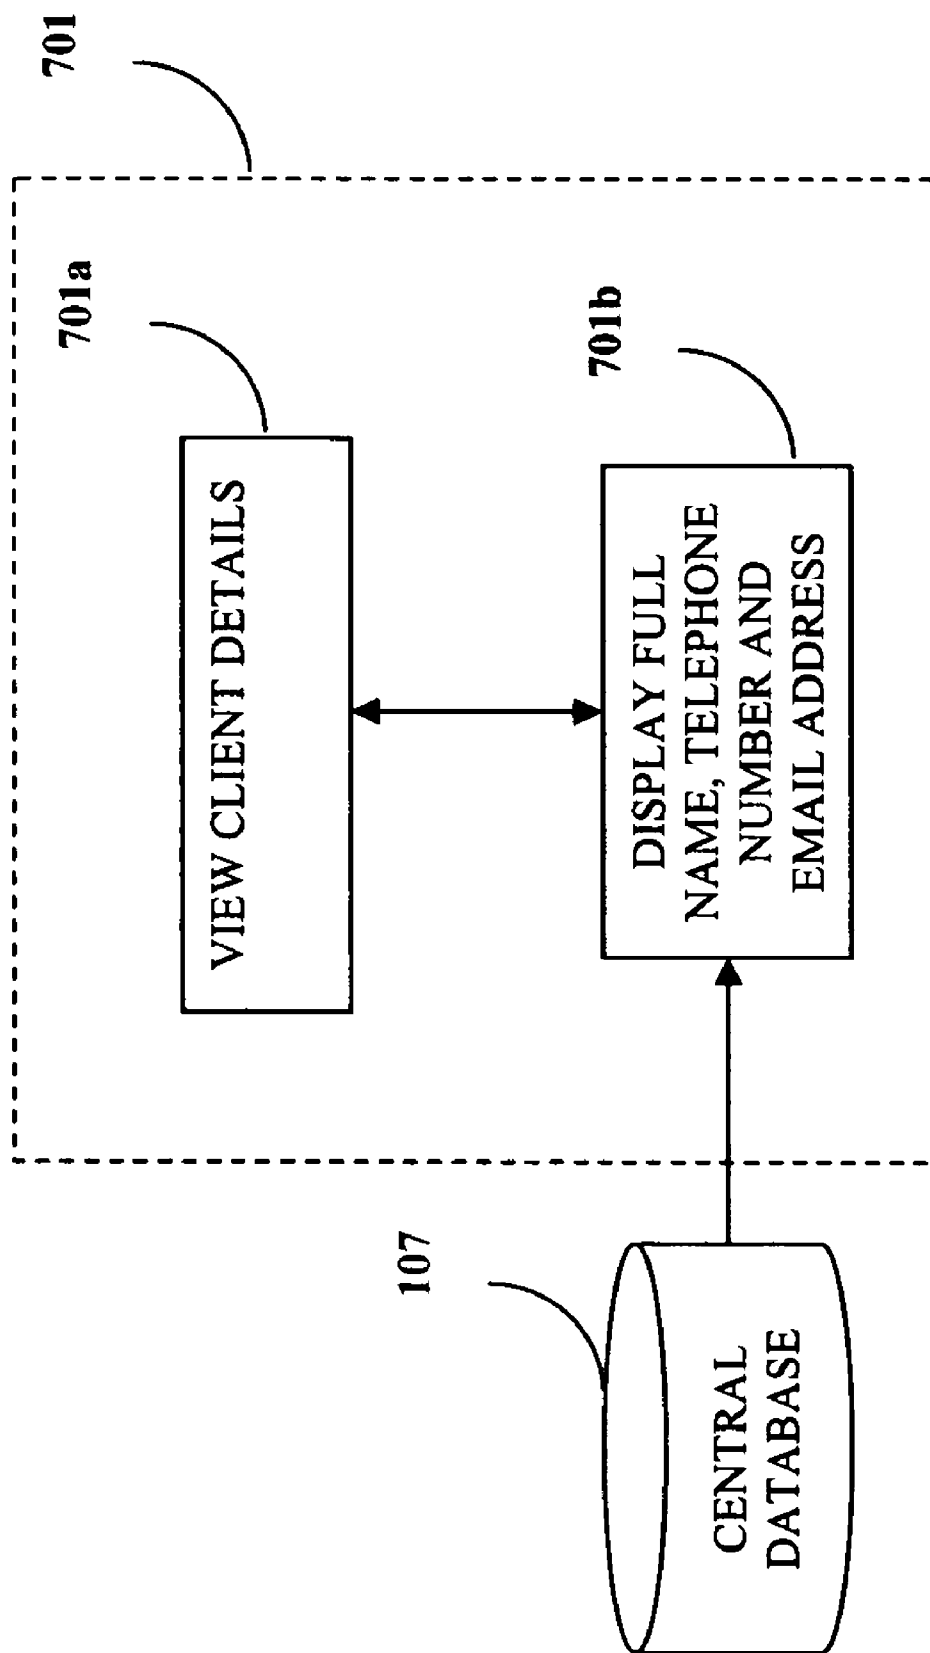 701
701a
VIEW CLIENT DETAILS
701b
DISPLAY FULL
NAME, TELEPHONE
NUMBER AND
EMAIL ADDRESS
107
CENTRAL
DATABASE